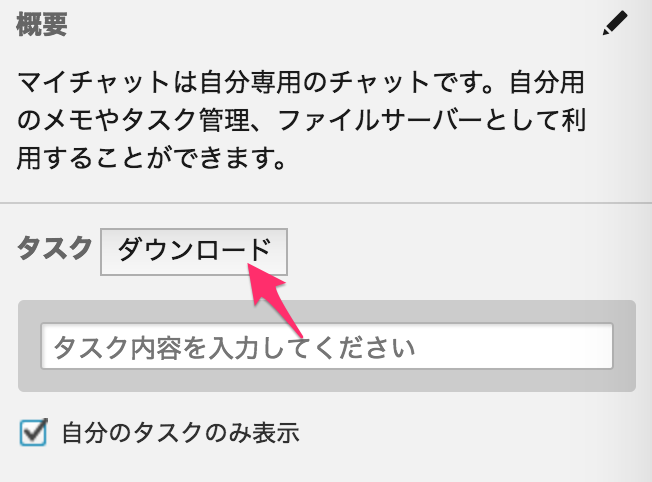 概要
マイチャットは自分専用のチャットです。自分用
のメモやタスク管理、ファイルサーバーとして利
用することができます。
タスク ダウンロード
タスク内容を入力してください
自分のタスクのみ表示